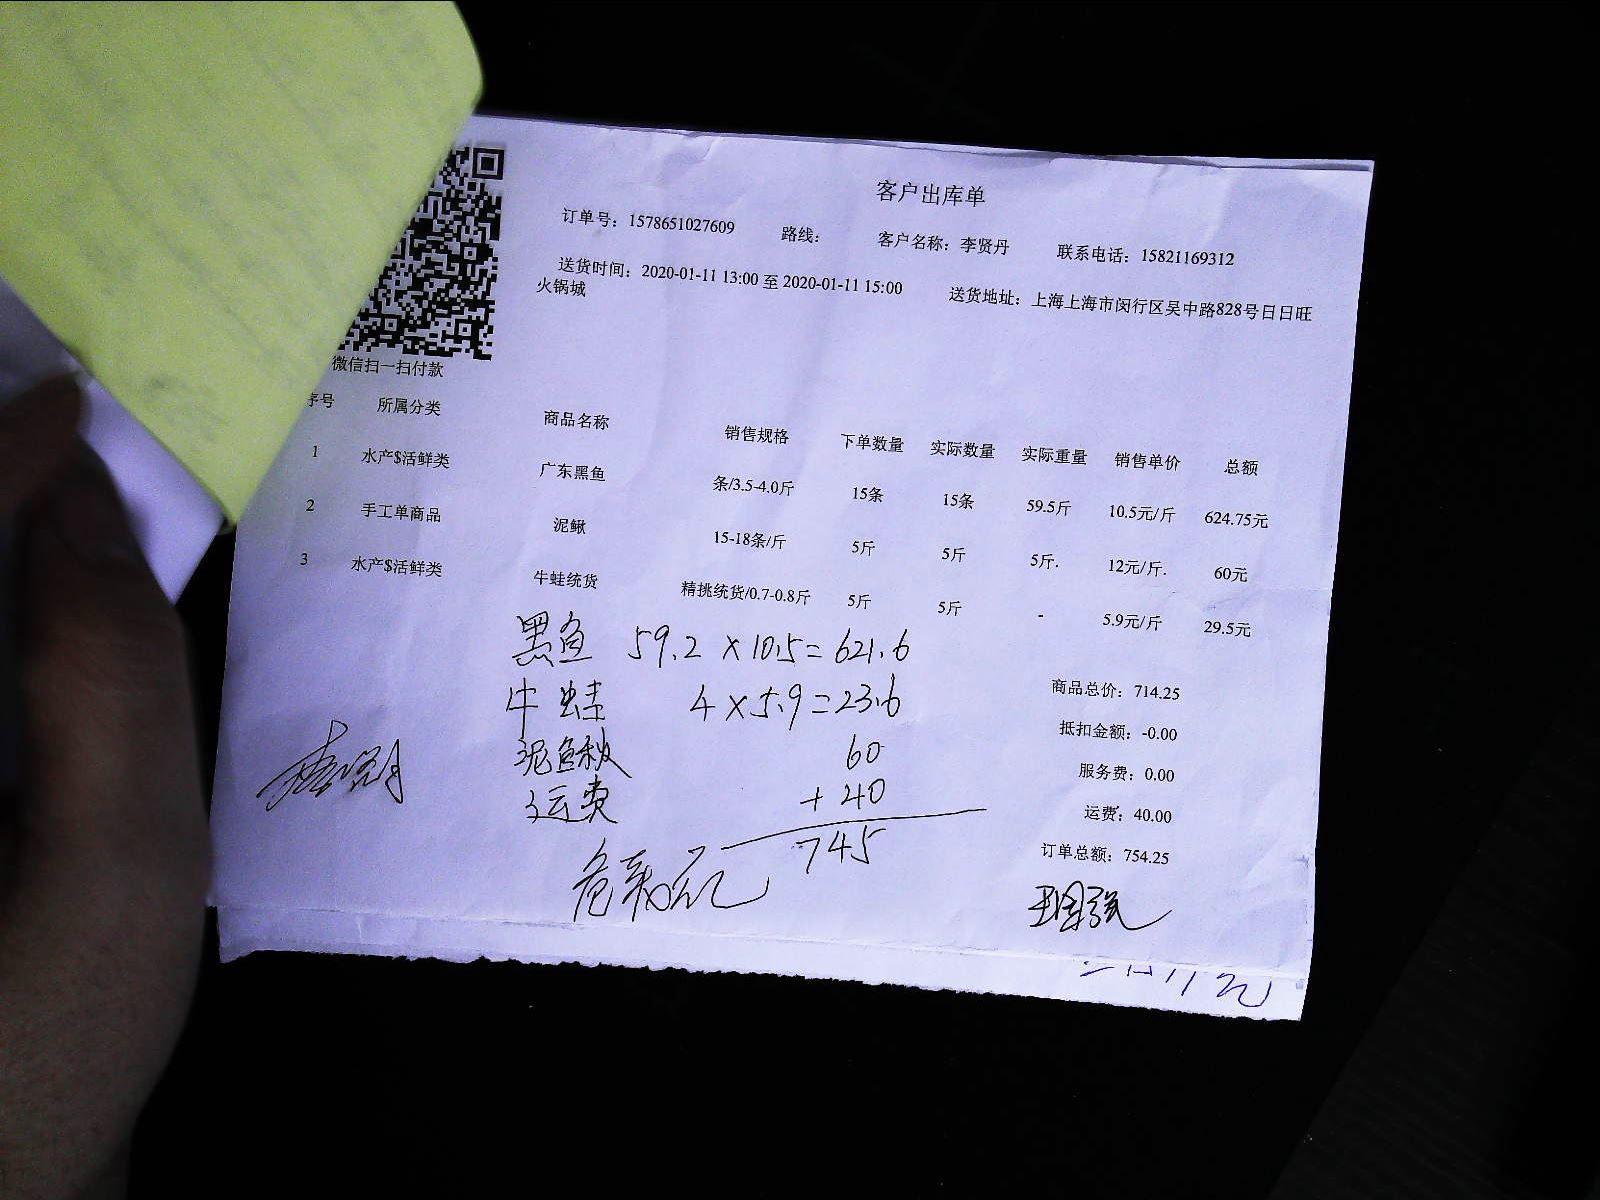 客户出库单
订单号：1578651027609 路线： 客户名称：李贤丹 联系电话：15821169312
送货时间：2020-01-11 13:00 至 2020-01-11 15:00 送货地址：上海上海市闵行区吴中路828号日日旺
火锅城
微信扫一扫付款
序号 所属分类 商品名称 销售规格 下单数量 实际数量 实际重量 销售单价 总额
1 水产$活鲜类 广东黑鱼 条/3.5-4.0斤 15条 15条 59.5斤 10.5元/斤 624.75元
2 手工单商品 泥鳅 15-18条/斤 5斤 5斤 5斤. 12元/斤. 60元
3 水产$活鲜类 牛蛙统货 精挑统货/0.7-0.8斤 5斤 5斤 - 5.9元/斤 29.5元
黑鱼 59.2 × 10.5 = 621.6
牛蛙 4 × 5.9 = 23.6
泥鳅 60
运费 + 40
745
商品总价：714.25
抵扣金额：-0.00
服务费：0.00
运费：40.00
订单总额：754.25